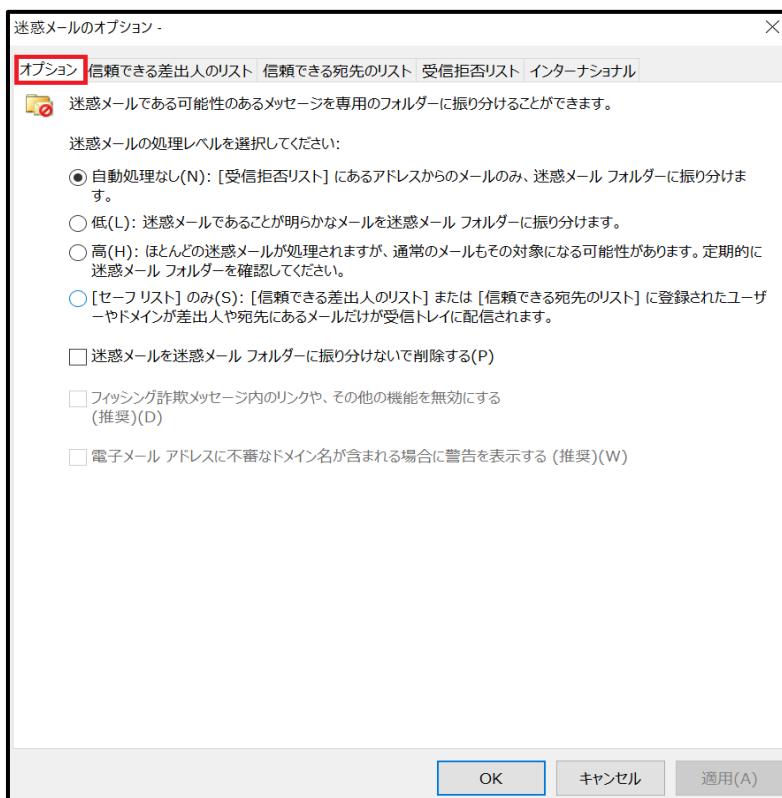 迷惑メールのオプション -
オプション 信頼できる差出人のリスト 信頼できる宛先のリスト 受信拒否リスト インターナショナル
迷惑メールである可能性のあるメッセージを専用のフォルダーに振り分けることができます。
迷惑メールの処理レベルを選択してください:
自動処理なし(N): [受信拒否リスト] にあるアドレスからのメールのみ、迷惑メール フォルダーに振り分けま
す。
低(L): 迷惑メールであることが明らかなメールを迷惑メール フォルダーに振り分けます。
高(H): ほとんどの迷惑メールが処理されますが、通常のメールもその対象になる可能性があります。定期的に
迷惑メール フォルダーを確認してください。
[セーフ リスト] のみ(S): [信頼できる差出人のリスト] または [信頼できる宛先のリスト] に登録されたユーザ
ーやドメインが差出人や宛先にあるメールだけが受信トレイに配信されます。
迷惑メールを迷惑メール フォルダーに振り分けないで削除する(P)
フィッシング詐欺メッセージ内のリンクや、その他の機能を無効にする
(推奨)(D)
電子メール アドレスに不審なドメイン名が含まれる場合に警告を表示する (推奨)(W)
OK キャンセル 適用(A)